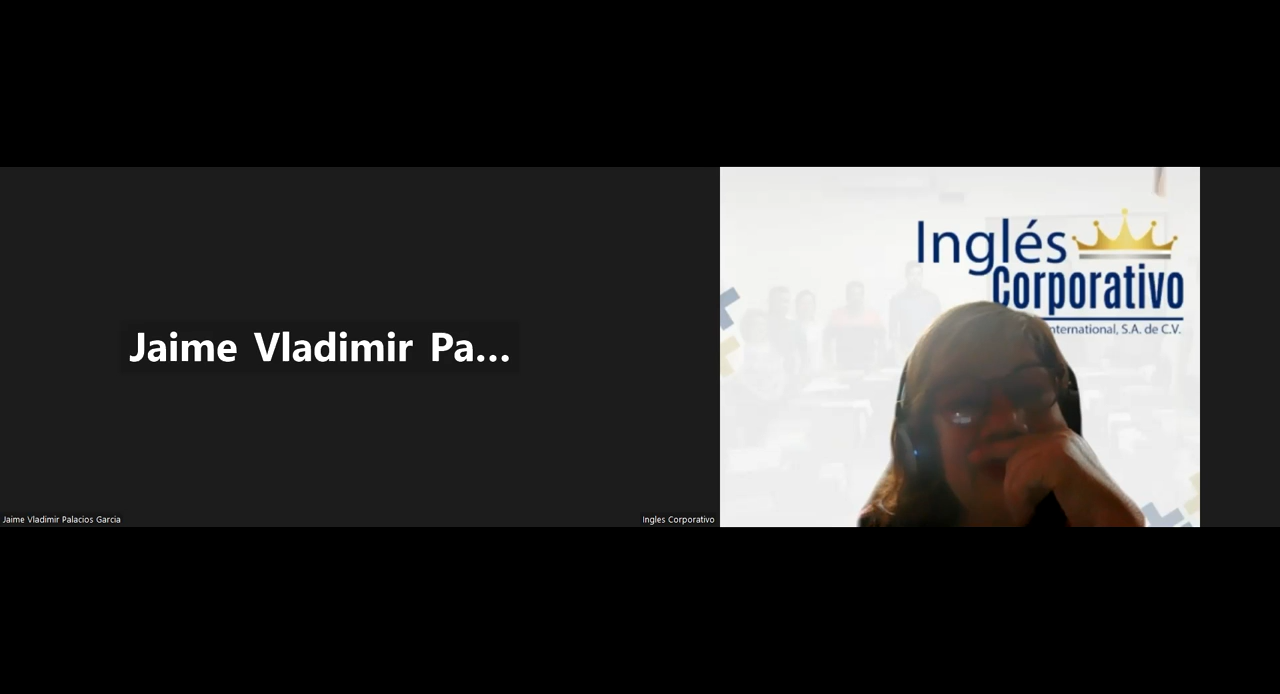 Jaime Vladimir Pa...
Jaime Vladimir Palacios Garcia
Ingles Corporativo
Inglés
Corporativo
International, S.A. de C.V.